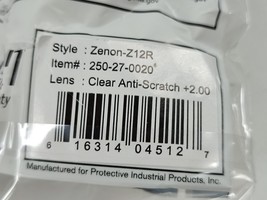 Style : Zenon-Z12R
Item# : 250-27-0020
Lens : Clear Anti-Scratch +2.00
6 16314 04512 7
Manufactured for Protective Industrial Products, Inc.